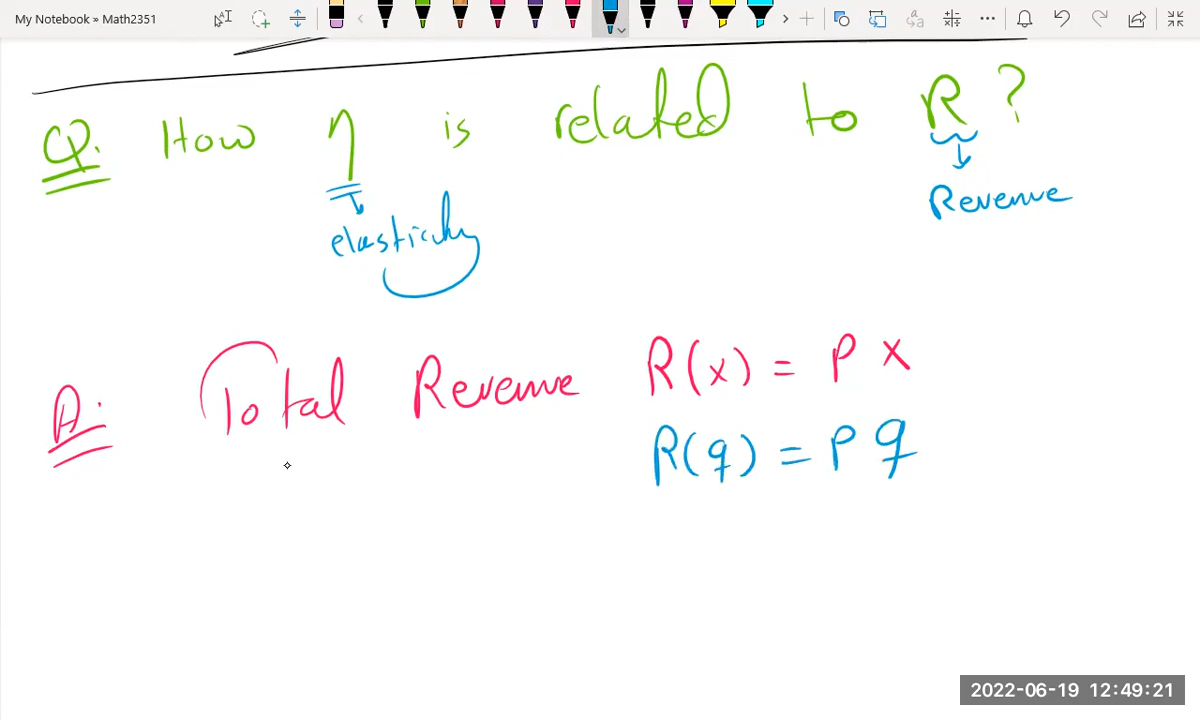 My Notebook » Math2351
Q: How η is related to R ?
elasticity
Revenue
A: Total Revenue R(x) = P x
R(q) = P q
2022-06-19 12:49:21